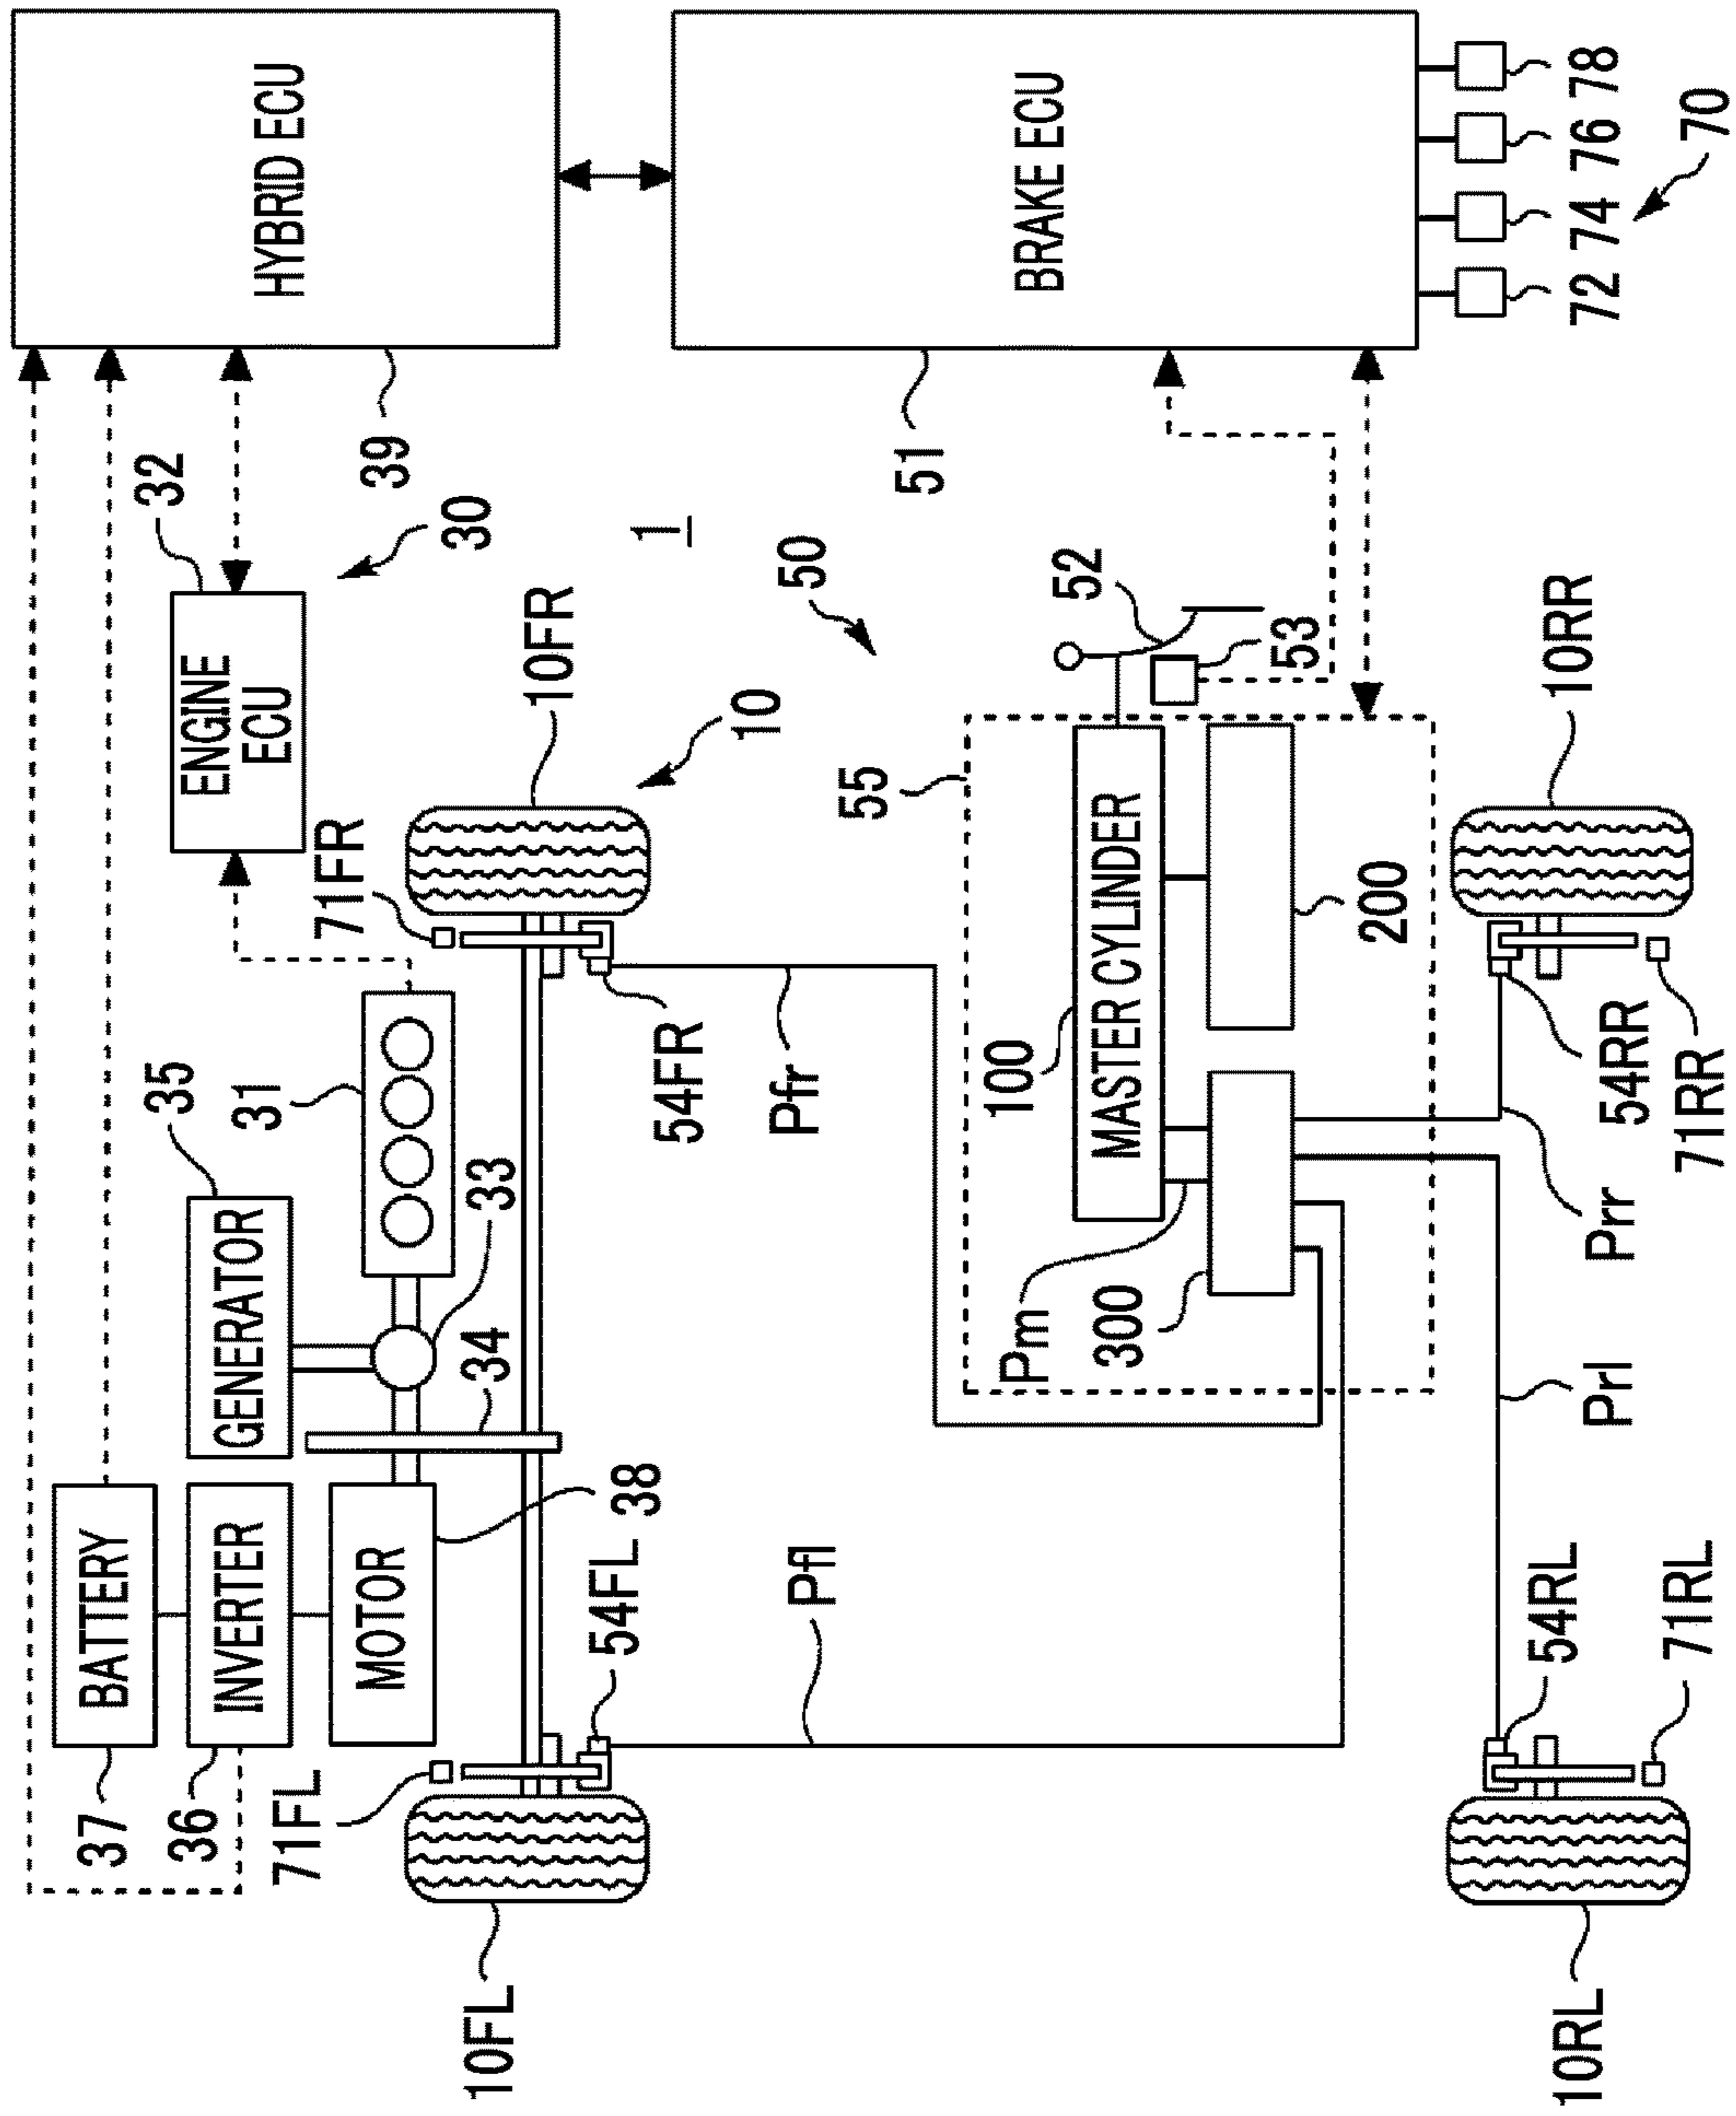 BATTERY
37
INVERTER
36
MOTOR
38
GENERATOR
35
31
33
34
ENGINE
ECU
32
30
HYBRID ECU
39
71FL
10FL
54FL
71FR
10FR
10
54FR
1
50
Pfl
Pfr
BRAKE ECU
51
52
53
55
100
MASTER CYLINDER
200
Pm
300
72
74
76
78
70
10RR
54RR
71RR
Prr
Prl
54RL
71RL
10RL